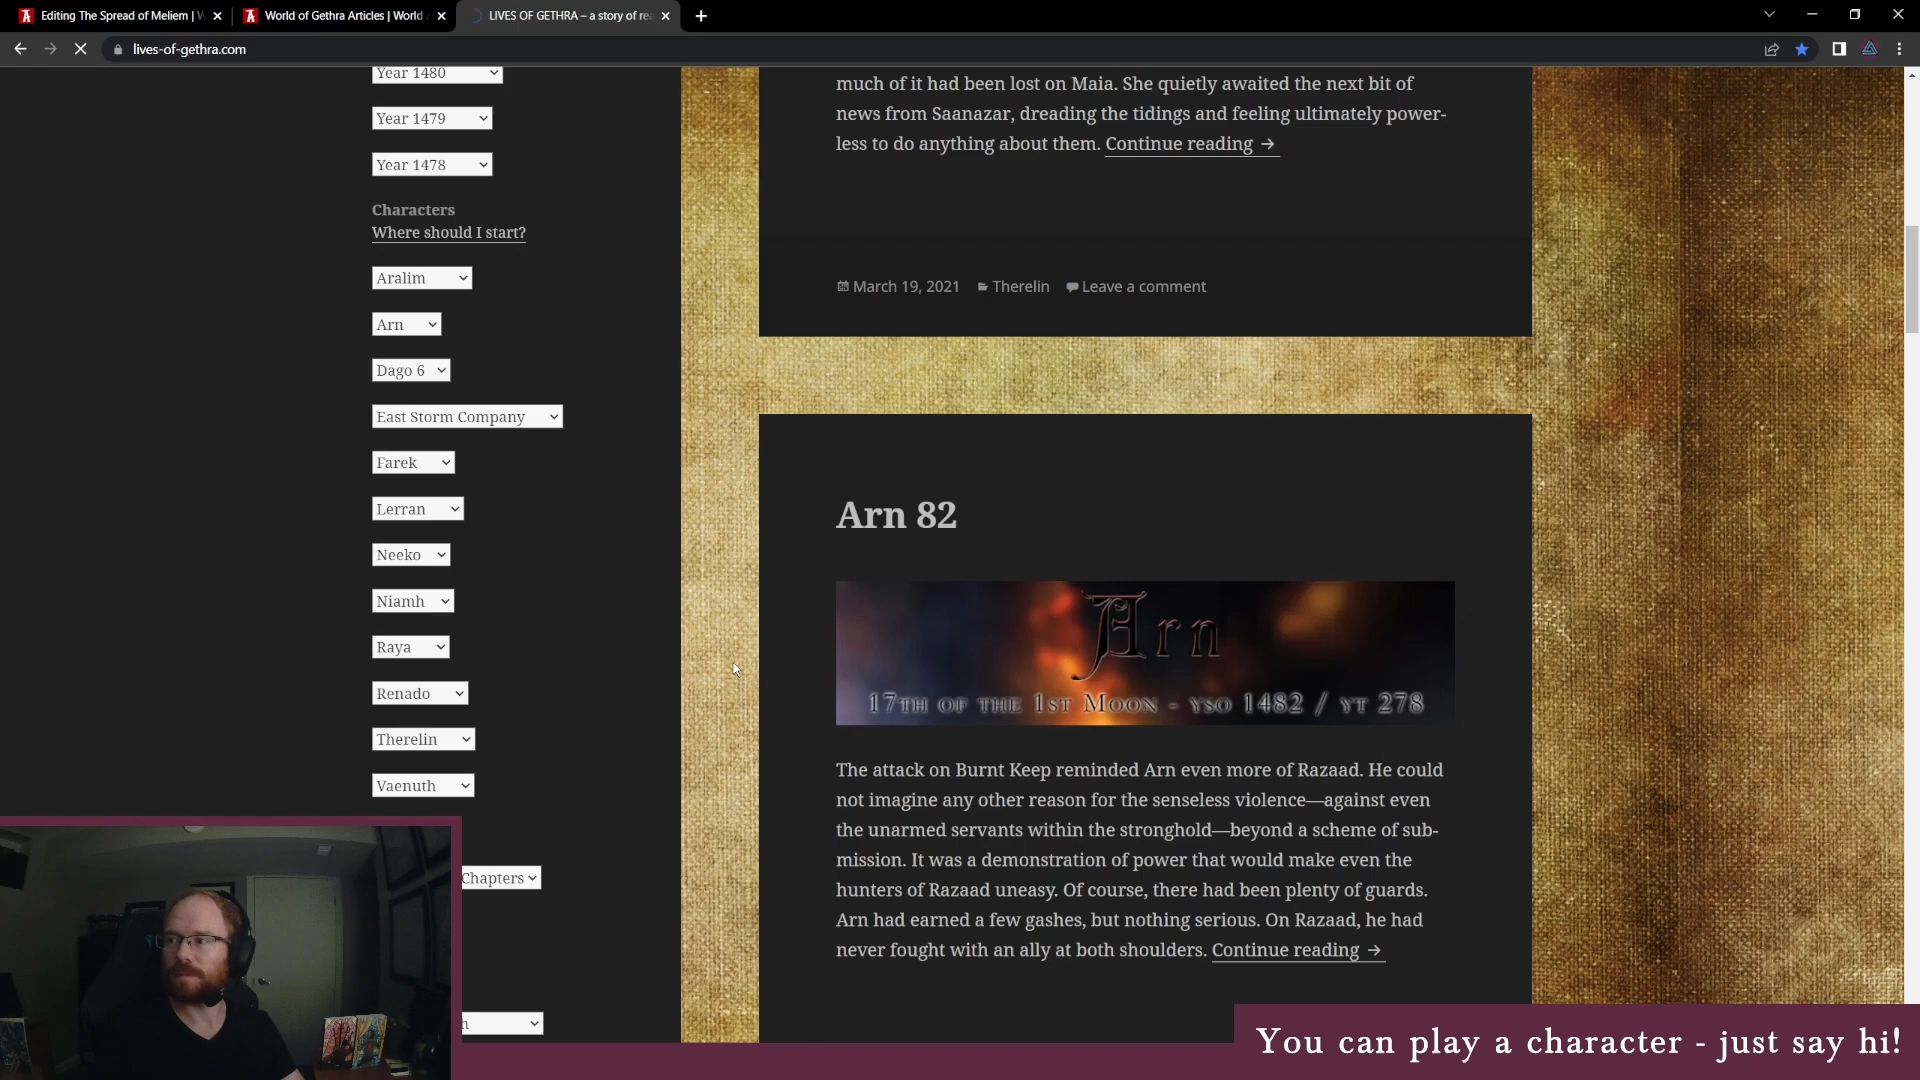 Editing The Spread of Meliem | W
World of Gethra Articles | World
LIVES OF GETHRA – a story of rea
lives-of-gethra.com
Year 1480
Year 1479
Year 1478
Characters
Where should I start?
Aralim
Arn
Dago 6
East Storm Company
Farek
Lerran
Neeko
Niamh
Raya
Renado
Therelin
Vaenuth
Chapters
h
much of it had been lost on Maia. She quietly awaited the next bit of
news from Saanazar, dreading the tidings and feeling ultimately power-
less to do anything about them. Continue reading →
March 19, 2021 Therelin Leave a comment
Arn 82
Arn
17th of the 1st Moon - YSO 1482 / YT 278
The attack on Burnt Keep reminded Arn even more of Razaad. He could
not imagine any other reason for the senseless violence—against even
the unarmed servants within the stronghold—beyond a scheme of sub-
mission. It was a demonstration of power that would make even the
hunters of Razaad uneasy. Of course, there had been plenty of guards.
Arn had earned a few gashes, but nothing serious. On Razaad, he had
never fought with an ally at both shoulders. Continue reading →
You can play a character - just say hi!